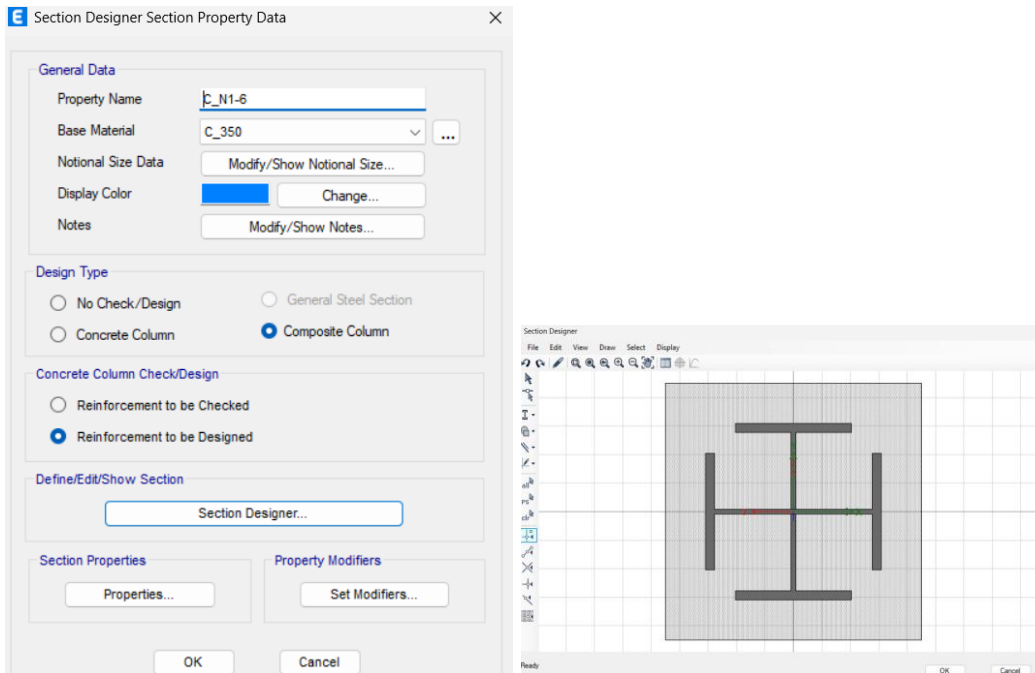 E Section Designer Section Property Data
General Data
Property Name C_N1-6
Base Material C_350 ...
Notional Size Data Modify/Show Notional Size...
Display Color Change...
Notes Modify/Show Notes...
Design Type
No Check/Design General Steel Section
Concrete Column Composite Column
Concrete Column Check/Design
Reinforcement to be Checked
Reinforcement to be Designed
Define/Edit/Show Section
Section Designer...
Section Properties Property Modifiers
Properties... Set Modifiers...
OK Cancel
Section Designer
File Edit View Draw Select Display
all
PS
clr
Ready
OK Cancel